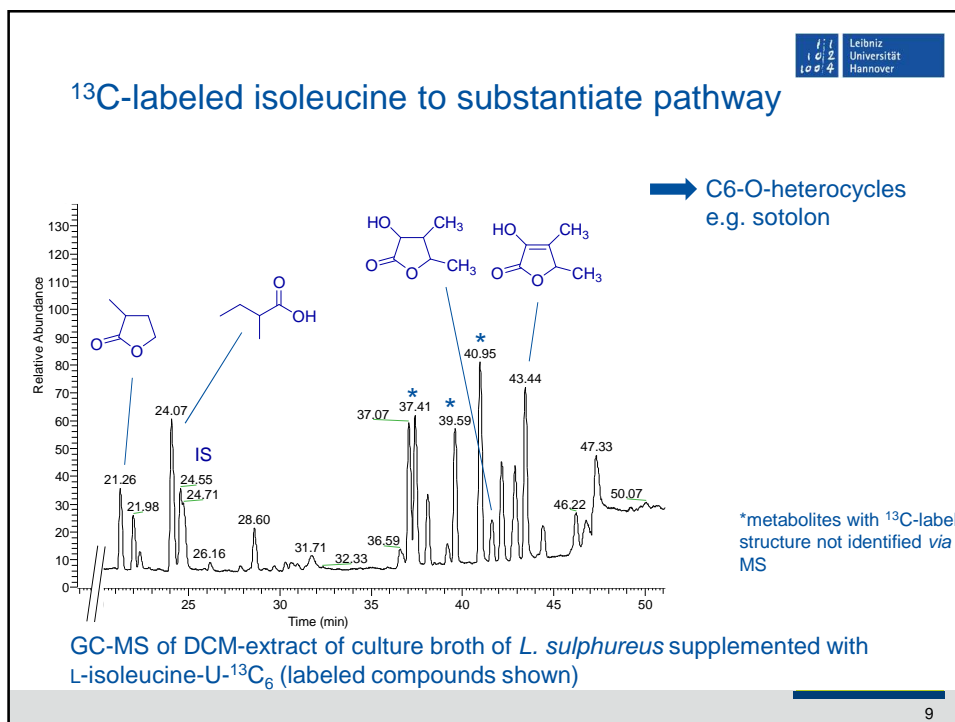 Leibniz
Universität
Hannover
¹³C-labeled isoleucine to substantiate pathway
C6-O-heterocycles
e.g. sotolon
Relative Abundance
130
120
110
100
90
80
70
60
50
40
30
20
10
0
O
O
O
OH
HO
CH₃
CH₃
O
O
HO
CH₃
CH₃
O
O
21.26
21.98
24.07
IS
24.55
24.71
26.16
28.60
31.71
32.33
36.59
37.07
*
37.41
*
39.59
*
40.95
43.44
46.22
47.33
50.07
25
30
35
40
45
50
Time (min)
*metabolites with ¹³C-label
structure not identified via
MS
GC-MS of DCM-extract of culture broth of L. sulphureus supplemented with
L-isoleucine-U-¹³C₆ (labeled compounds shown)
9